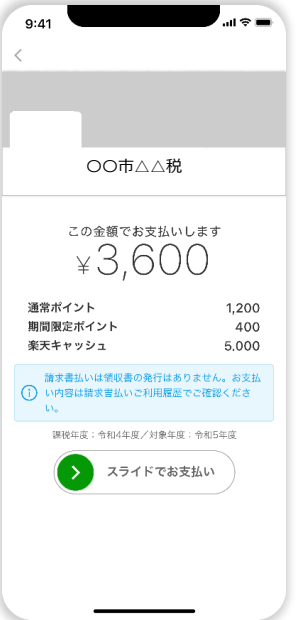 9:41
〇〇市△△税
この金額でお支払いします
¥3,600
通常ポイント 1,200
期間限定ポイント 400
楽天キャッシュ 5,000
請求書払いは領収書の発行はありません。お支払
い内容は請求書払いご利用履歴でご確認くださ
い。
課税年度：令和4年度／対象年度：令和5年度
スライドでお支払い